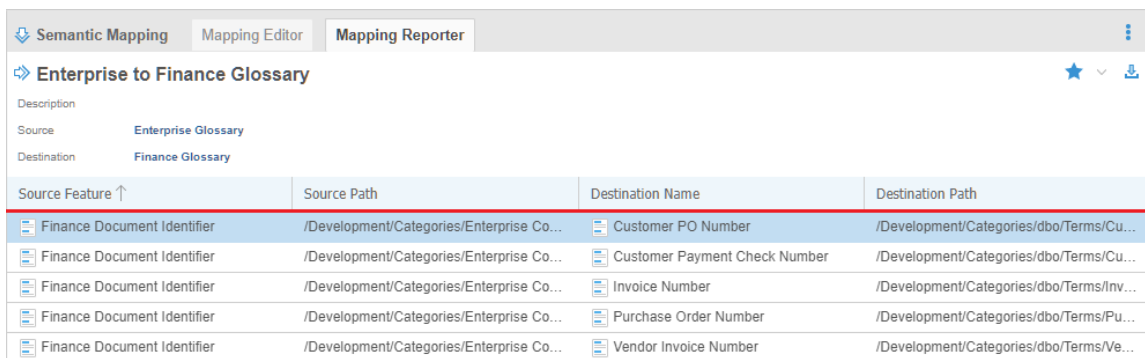 Semantic Mapping Mapping Editor Mapping Reporter
Enterprise to Finance Glossary
Description
Source Enterprise Glossary
Destination Finance Glossary
Source Feature ↑ Source Path Destination Name Destination Path
Finance Document Identifier /Development/Categories/Enterprise Co... Customer PO Number /Development/Categories/dbo/Terms/Cu...
Finance Document Identifier /Development/Categories/Enterprise Co... Customer Payment Check Number /Development/Categories/dbo/Terms/Cu...
Finance Document Identifier /Development/Categories/Enterprise Co... Invoice Number /Development/Categories/dbo/Terms/Inv...
Finance Document Identifier /Development/Categories/Enterprise Co... Purchase Order Number /Development/Categories/dbo/Terms/Pu...
Finance Document Identifier /Development/Categories/Enterprise Co... Vendor Invoice Number /Development/Categories/dbo/Terms/Ve...